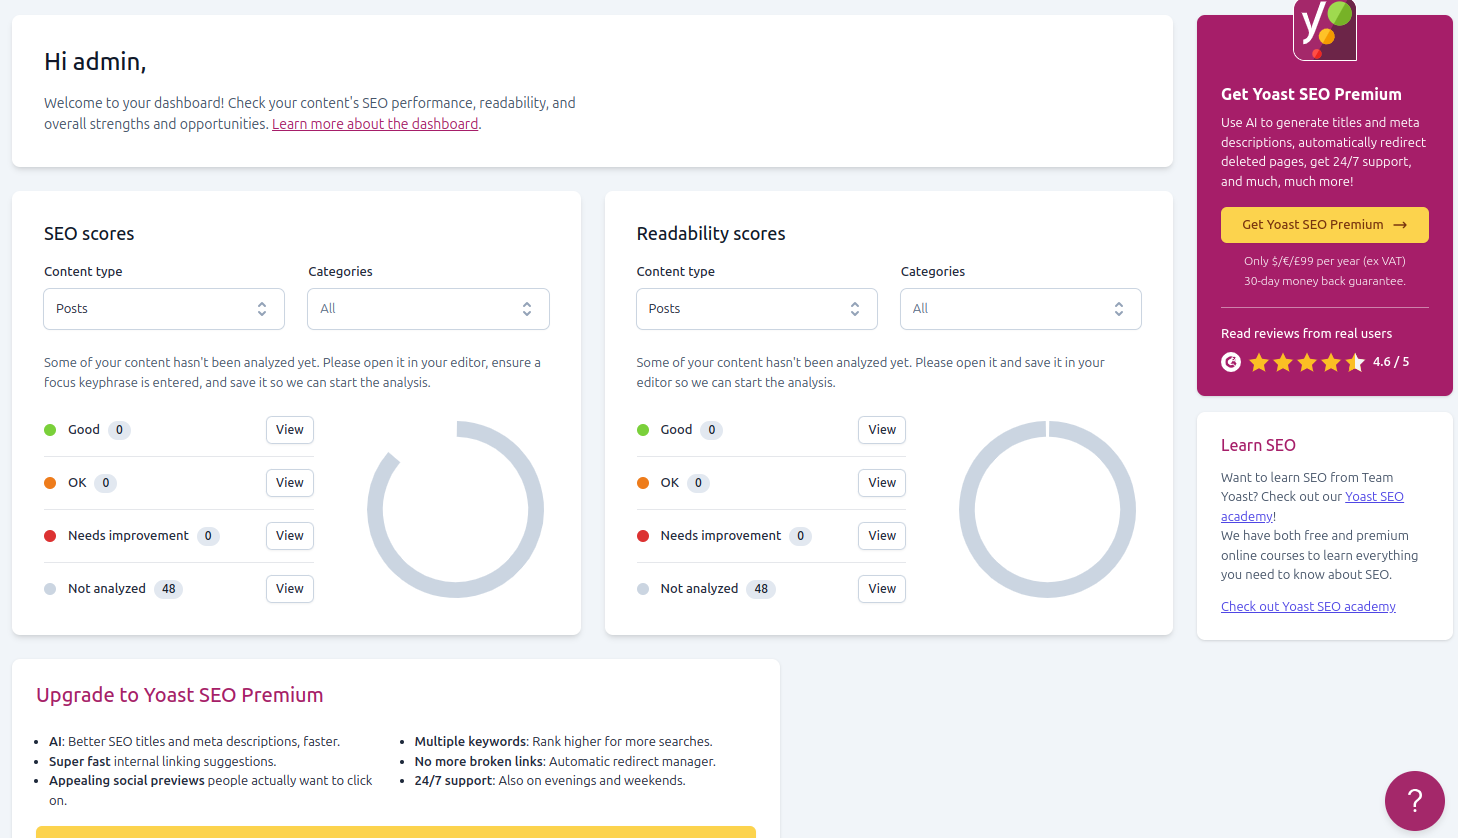 Hi admin,
Welcome to your dashboard! Check your content's SEO performance, readability, and
overall strengths and opportunities. Learn more about the dashboard.
SEO scores
Content type
Categories
Posts
All
Some of your content hasn't been analyzed yet. Please open it in your editor, ensure a
focus keyphrase is entered, and save it so we can start the analysis.
Good 0 View
OK 0 View
Needs improvement 0 View
Not analyzed 48 View
Readability scores
Content type
Categories
Posts
All
Some of your content hasn't been analyzed yet. Please open it and save it in your
editor so we can start the analysis.
Good 0 View
OK 0 View
Needs improvement 0 View
Not analyzed 48 View
Upgrade to Yoast SEO Premium
• AI: Better SEO titles and meta descriptions, faster.
• Super fast internal linking suggestions.
• Appealing social previews people actually want to click
on.
• Multiple keywords: Rank higher for more searches.
• No more broken links: Automatic redirect manager.
• 24/7 support: Also on evenings and weekends.
y
Get Yoast SEO Premium
Use AI to generate titles and meta
descriptions, automatically redirect
deleted pages, get 24/7 support,
and much, much more!
Get Yoast SEO Premium →
Only $/€/£99 per year (ex VAT)
30-day money back guarantee.
Read reviews from real users
4.6 / 5
Learn SEO
Want to learn SEO from Team
Yoast? Check out our Yoast SEO
academy!
We have both free and premium
online courses to learn everything
you need to know about SEO.
Check out Yoast SEO academy
?